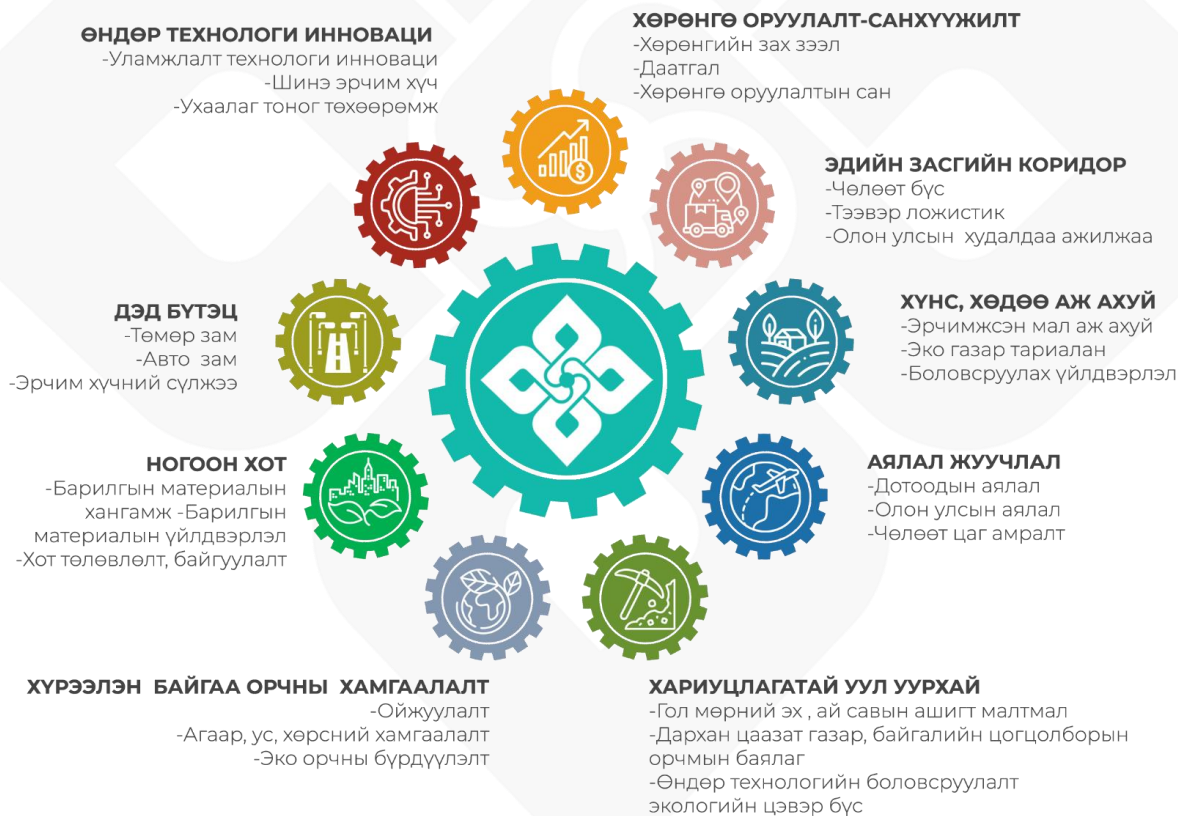 ӨНДӨР ТЕХНОЛОГИ ИННОВАЦИ
-Уламжлалт технологи инноваци
-Шинэ эрчим хүч
-Ухаалаг тоног төхөөрөмж
ХӨРӨНГӨ ОРУУЛАЛТ-САНХҮҮЖИЛТ
-Хөрөнгийн зах зээл
-Даатгал
-Хөрөнгө оруулалтын сан
ЭДИЙН ЗАСГИЙН КОРИДОР
-Чөлөөт бүс
-Тээвэр ложистик
-Олон улсын худалдаа ажилжаа
ДЭД БҮТЭЦ
-Төмөр зам
-Авто зам
-Эрчим хүчний сүлжээ
ХҮНС, ХӨДӨӨ АЖ АХУЙ
-Эрчимжсэн мал аж ахуй
-Эко газар тариалан
-Боловсруулах үйлдвэрлэл
НОГООН ХОТ
-Барилгын материалын
хангамж -Барилгын
материалын үйлдвэрлэл
-Хот төлөвлөлт, байгуулалт
АЯЛАЛ ЖУУЧЛАЛ
-Дотоодын аялал
-Олон улсын аялал
-Чөлөөт цаг амралт
ХҮРЭЭЛЭН БАЙГАА ОРЧНЫ ХАМГААЛАЛТ
-Ойжуулалт
-Агаар, ус, хөрсний хамгаалалт
-Эко орчны бүрдүүлэлт
ХАРИУЦЛАГАТАЙ УУЛ УУРХАЙ
-Гол мөрний эх , ай савын ашигт малтмал
-Дархан цаазат газар, байгалийн цогцолборын
орчмын баялаг
-Өндөр технологийн боловсруулалт
экологийн цэвэр бүс